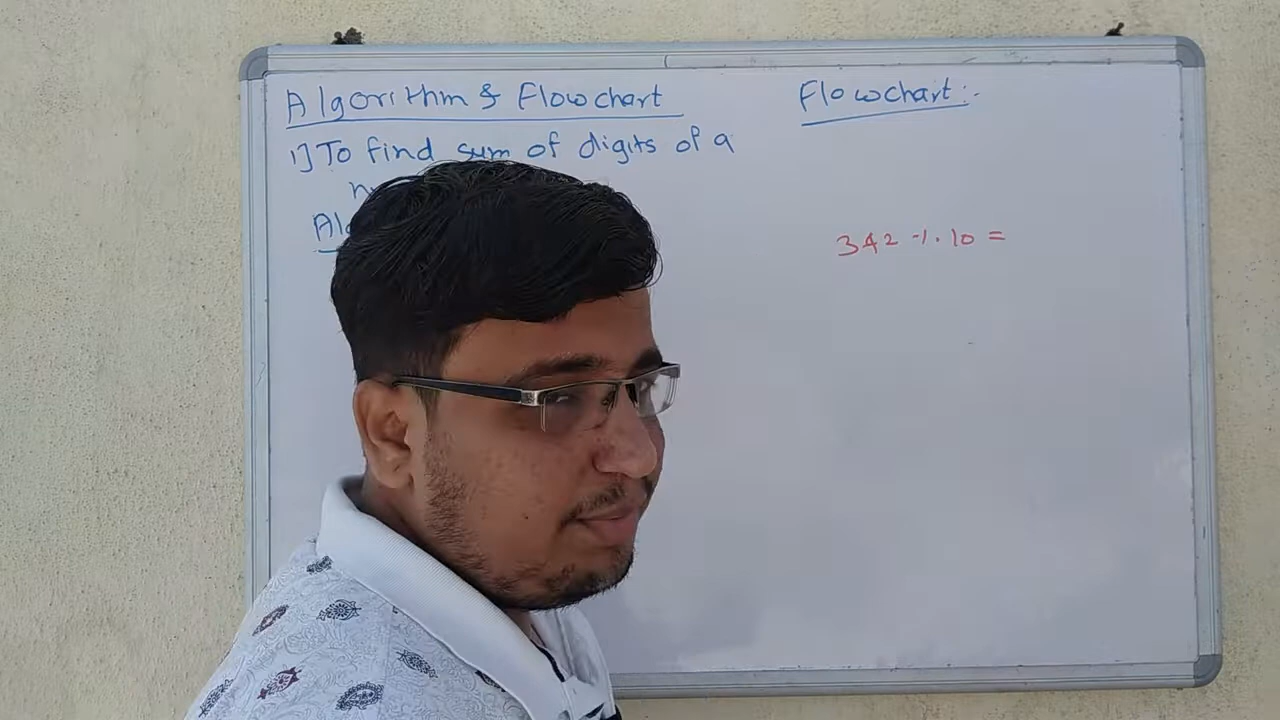 Algorithm & Flowchart
1] To find sum of digits of a
Flowchart:-
342 % 10 =